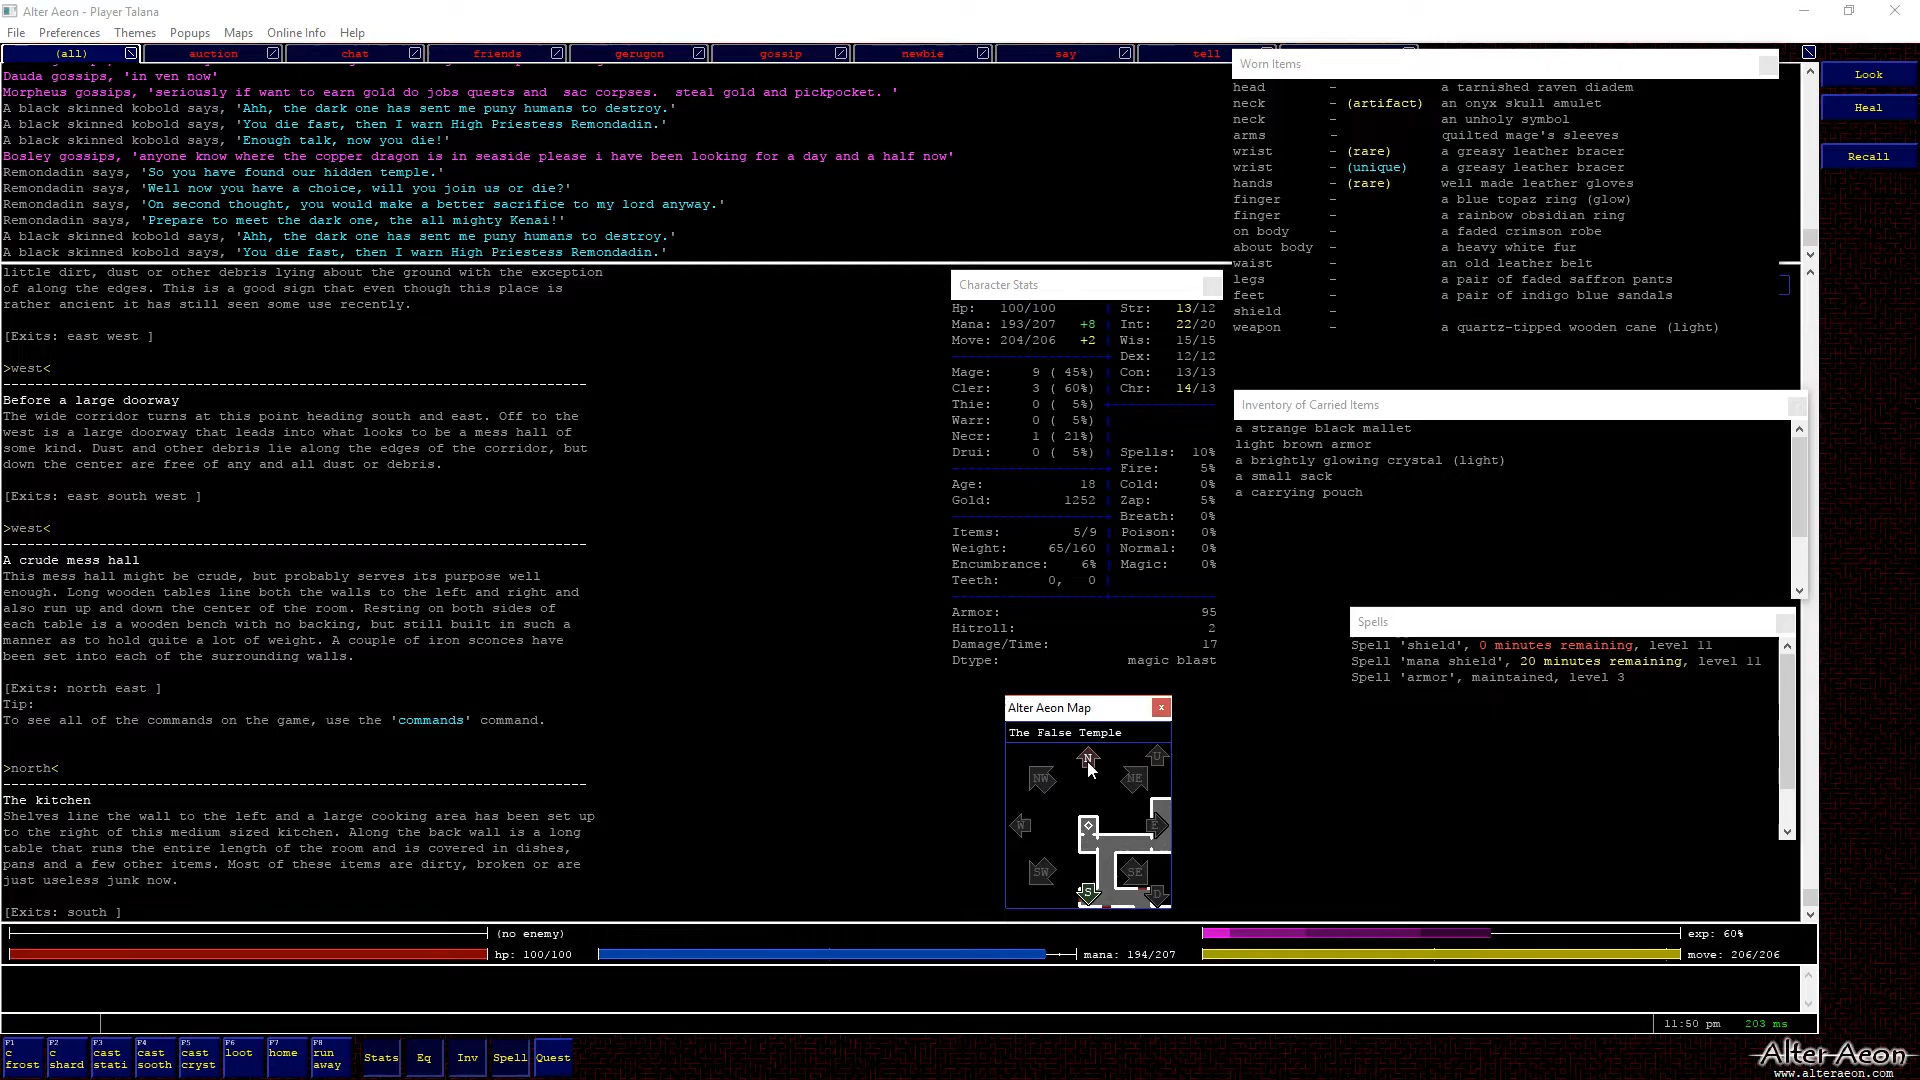 Alter Aeon - Player Talana
File Preferences Themes Popups Maps Online Info Help
(all) auction chat friends gerugon gossip newbie say tell
Dauda gossips, 'in ven now'
Morpheus gossips, 'seriously if want to earn gold do jobs quests and  sac corpses.  steal gold and pickpocket. '
A black skinned kobold says, 'Ahh, the dark one has sent me puny humans to destroy.'
A black skinned kobold says, 'You die fast, then I warn High Priestess Remondadin.'
A black skinned kobold says, 'Enough talk, now you die!'
Bosley gossips, 'anyone know where the copper dragon is in seaside please i have been looking for a day and a half now'
Remondadin says, 'So you have found our hidden temple.'
Remondadin says, 'Well now you have a choice, will you join us or die?'
Remondadin says, 'On second thought, you would make a better sacrifice to my lord anyway.'
Remondadin says, 'Prepare to meet the dark one, the all mighty Kenai!'
A black skinned kobold says, 'Ahh, the dark one has sent me puny humans to destroy.'
A black skinned kobold says, 'You die fast, then I warn High Priestess Remondadin.'
little dirt, dust or other debris lying about the ground with the exception
of along the edges. This is a good sign that even though this place is
rather ancient it has still seen some use recently.
[Exits: east west ]
>west<
Before a large doorway
The wide corridor turns at this point heading south and east. Off to the
west is a large doorway that leads into what looks to be a mess hall of
some kind. Dust and other debris lie along the edges of the corridor, but
down the center are free of any and all dust or debris.
[Exits: east south west ]
>west<
A crude mess hall
This mess hall might be crude, but probably serves its purpose well
enough. Long wooden tables line both the walls to the left and right and
also run up and down the center of the room. Resting on both sides of
each table is a wooden bench with no backing, but still built in such a
manner as to hold quite a lot of weight. A couple of iron sconces have
been set into each of the surrounding walls.
[Exits: north east ]
Tip:
To see all of the commands on the game, use the 'commands' command.
>north<
The kitchen
Shelves line the wall to the left and a large cooking area has been set up
to the right of this medium sized kitchen. Along the back wall is a long
table that runs the entire length of the room and is covered in dishes,
pans and a few other items. Most of these items are dirty, broken or are
just useless junk now.
[Exits: south ]
Character Stats
Hp: 100/100 Str: 13/12
Mana: 193/207 +8 Int: 22/20
Move: 204/206 +2 Wis: 15/15
Dex: 12/12
Mage: 9 ( 45%) Con: 13/13
Cler: 3 ( 60%) Chr: 14/13
Thie: 0 ( 5%)
Warr: 0 ( 5%)
Necr: 1 ( 21%)
Drui: 0 ( 5%) Spells: 10%
Fire: 5%
Age: 18 Cold: 0%
Gold: 1252 Zap: 5%
Breath: 0%
Items: 5/9 Poison: 0%
Weight: 65/160 Normal: 0%
Encumbrance: 6% Magic: 0%
Teeth: 0, 0
Armor: 95
Hitroll: 2
Damage/Time: 17
Dtype: magic blast
Alter Aeon Map
The False Temple
N U
NW NE
W E
SW SE
S D
Worn Items
head - a tarnished raven diadem
neck - (artifact) an onyx skull amulet
neck - an unholy symbol
arms - quilted mage's sleeves
wrist - (rare) a greasy leather bracer
wrist - (unique) a greasy leather bracer
hands - (rare) well made leather gloves
finger - a blue topaz ring (glow)
finger - a rainbow obsidian ring
on body - a faded crimson robe
about body - a heavy white fur
waist - an old leather belt
legs - a pair of faded saffron pants
feet - a pair of indigo blue sandals
shield -
weapon - a quartz-tipped wooden cane (light)
Inventory of Carried Items
a strange black mallet
light brown armor
a brightly glowing crystal (light)
a small sack
a carrying pouch
Spells
Spell 'shield', 0 minutes remaining, level 11
Spell 'mana shield', 20 minutes remaining, level 11
Spell 'armor', maintained, level 3
Look
Heal
Recall
(no enemy) exp: 60%
hp: 100/100 mana: 194/207 move: 206/206
11:50 pm 203 ms
F1 c frost
F2 c shard
F3 cast stati
F4 cast sooth
F5 cast cryst
F6 loot
F7 home
F8 run away
Stats Eq Inv Spell Quest
Alter Aeon
www.alteraeon.com